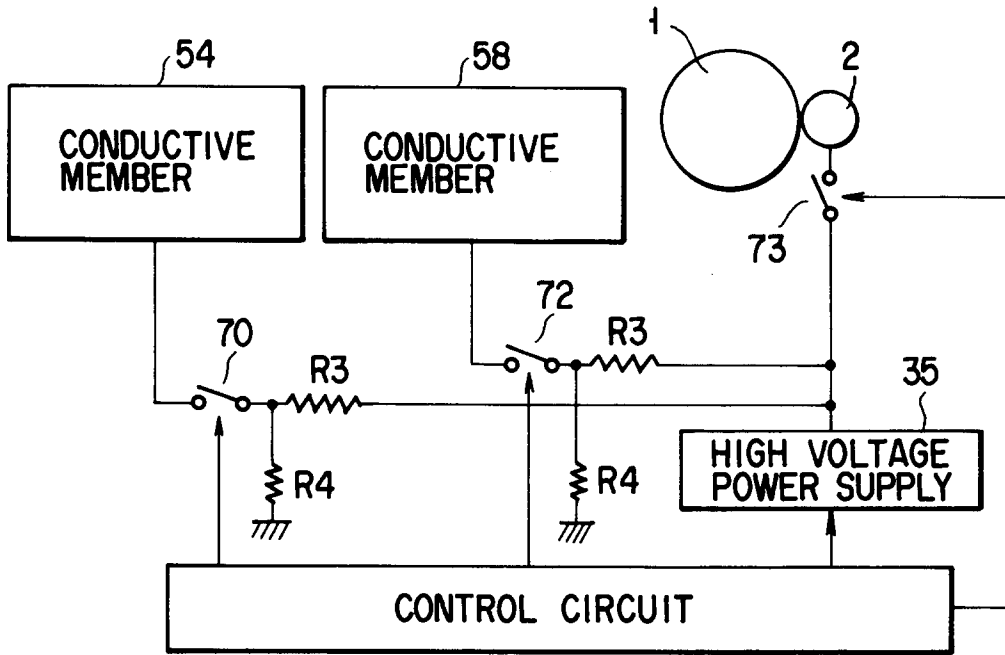 54
58
1
2
CONDUCTIVE
MEMBER
CONDUCTIVE
MEMBER
73
72
70
R3
R3
35
HIGH VOLTAGE
POWER SUPPLY
R4
R4
CONTROL CIRCUIT